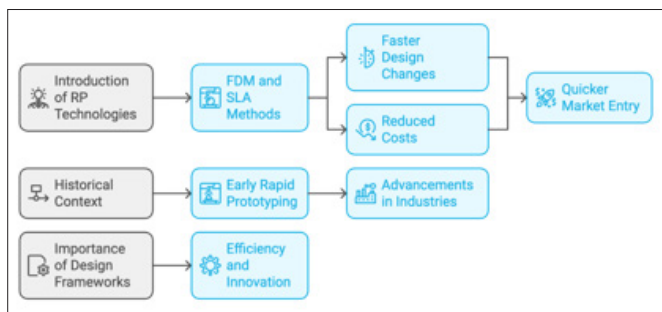 Introduction
of RP
Technologies
FDM and
SLA
Methods
Faster
Design
Changes
Reduced
Costs
Quicker
Market Entry
Historical
Context
Early Rapid
Prototyping
Advancements
in Industries
Importance
of Design
Frameworks
Efficiency
and
Innovation